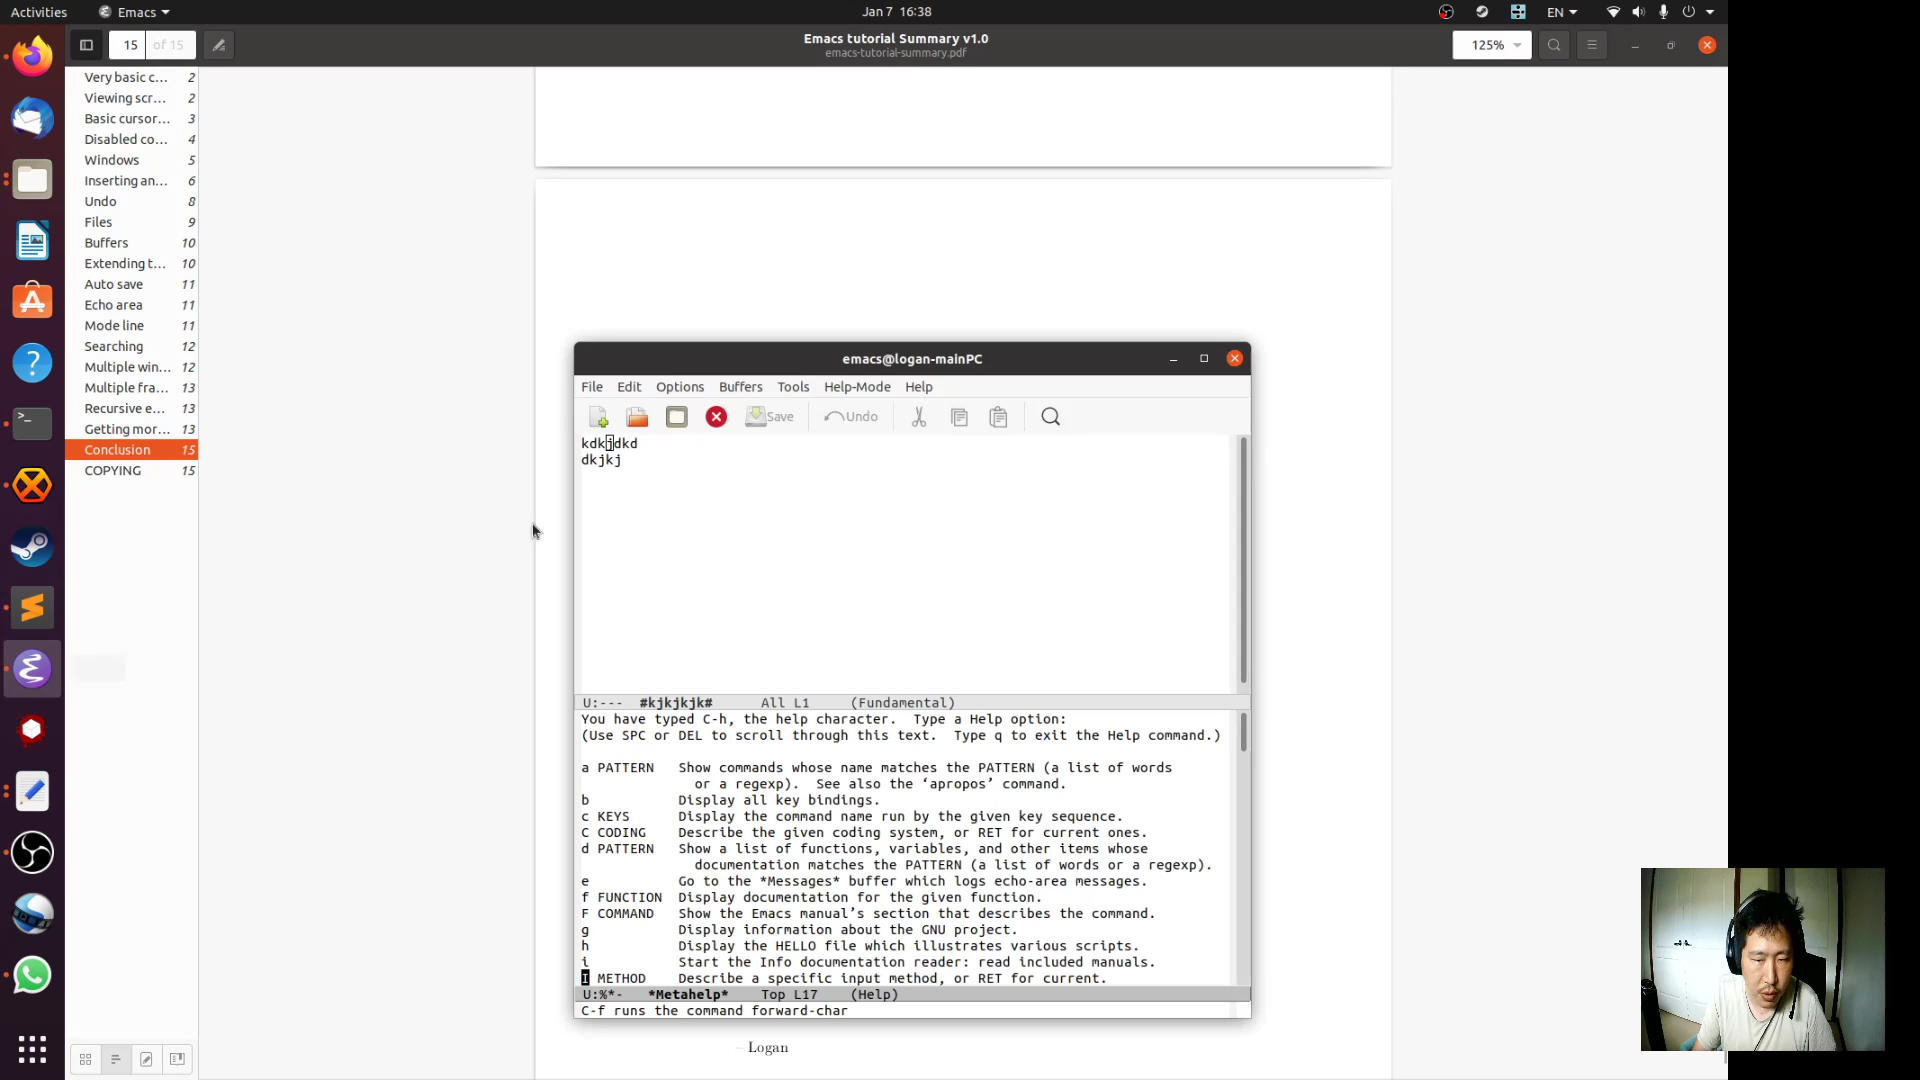 Activities
Emacs
Jan 7 16:38
EN
15
of 15
Emacs tutorial Summary v1.0
emacs-tutorial-summary.pdf
125%
Very basic c... 2
Viewing scr... 2
Basic cursor... 3
Disabled co... 4
Windows 5
Inserting an... 6
Undo 8
Files 9
Buffers 10
Extending t... 10
Auto save 11
Echo area 11
Mode line 11
Searching 12
Multiple win... 12
Multiple fra... 13
Recursive e... 13
Getting mor... 13
Conclusion 15
COPYING 15
emacs@logan-mainPC
File Edit Options Buffers Tools Help-Mode Help
Save
Undo
kdkjdkd
dkjkj
U:--- #kjkjkjk# All L1 (Fundamental)
You have typed C-h, the help character. Type a Help option:
(Use SPC or DEL to scroll through this text. Type q to exit the Help command.)
a PATTERN Show commands whose name matches the PATTERN (a list of words
or a regexp). See also the ‘apropos’ command.
b Display all key bindings.
c KEYS Display the command name run by the given key sequence.
C CODING Describe the given coding system, or RET for current ones.
d PATTERN Show a list of functions, variables, and other items whose
documentation matches the PATTERN (a list of words or a regexp).
e Go to the *Messages* buffer which logs echo-area messages.
f FUNCTION Display documentation for the given function.
F COMMAND Show the Emacs manual’s section that describes the command.
g Display information about the GNU project.
h Display the HELLO file which illustrates various scripts.
i Start the Info documentation reader: read included manuals.
I METHOD Describe a specific input method, or RET for current.
U:%*- *Metahelp* Top L17 (Help)
C-f runs the command forward-char
– Logan